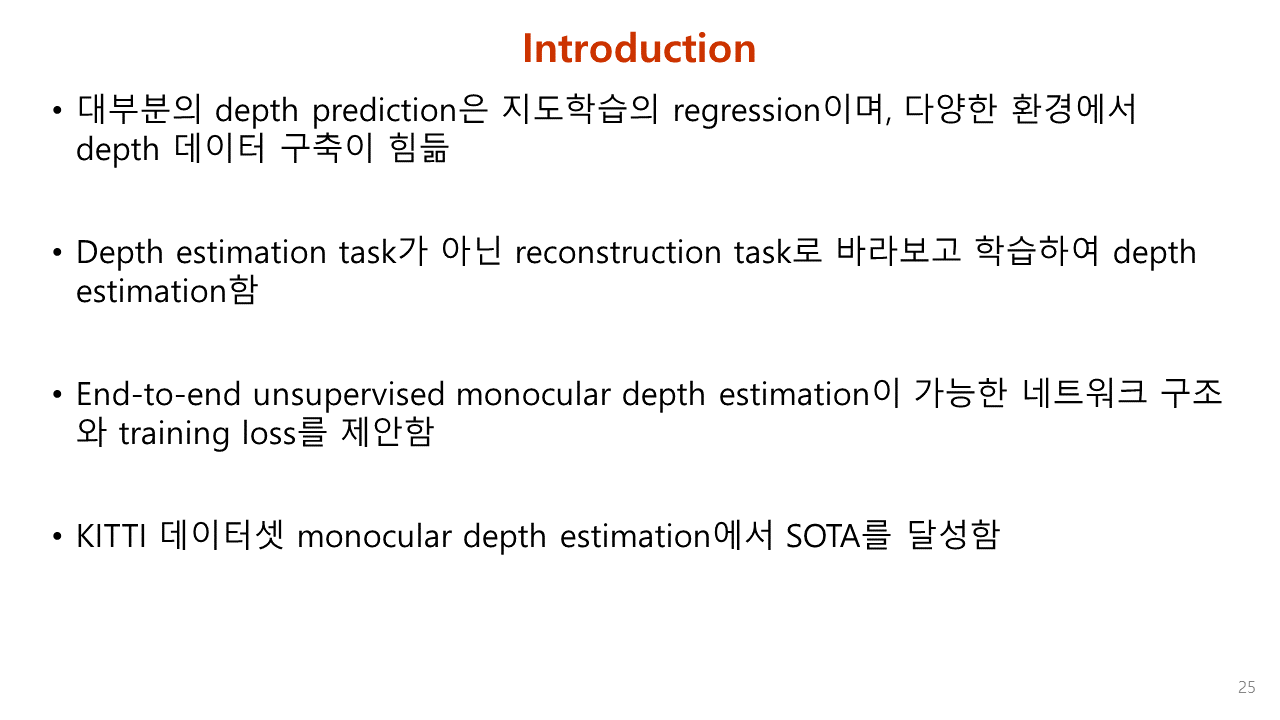 Introduction
• 대부분의 depth prediction은 지도학습의 regression이며, 다양한 환경에서
depth 데이터 구축이 힘듦
• Depth estimation task가 아닌 reconstruction task로 바라보고 학습하여 depth
estimation함
• End-to-end unsupervised monocular depth estimation이 가능한 네트워크 구조
와 training loss를 제안함
• KITTI 데이터셋 monocular depth estimation에서 SOTA를 달성함
25